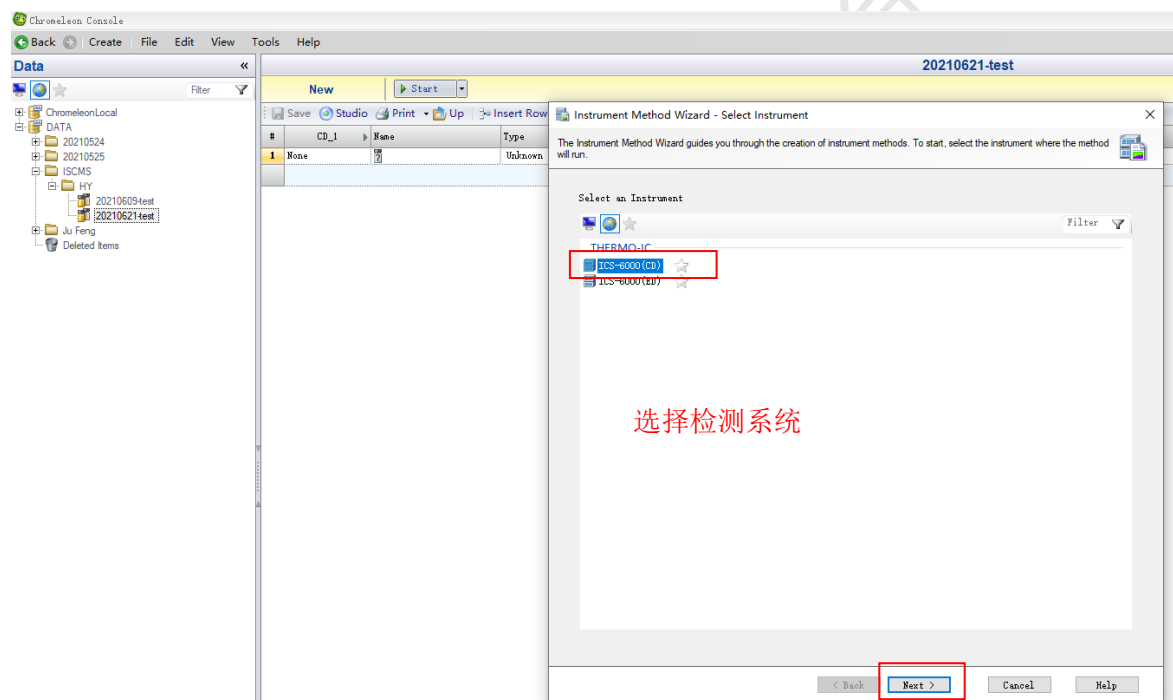 Chromeleon Console
Back Create File Edit View Tools Help
Data «
20210621-test
Filter
New Start
ChromeleonLocal
DATA
20210524
20210525
ISCMS
HY
20210609-test
20210621-test
Ju Feng
Deleted Items
Save Studio Print Up Insert Row
# CD_1 Name Type
1 None ? Unknown
Instrument Method Wizard - Select Instrument
The Instrument Method Wizard guides you through the creation of instrument methods. To start, select the instrument where the method
will run.
Select an Instrument
Filter
THERMO-IC
ICS-6000(CD)
ICS-6000(ED)
选择检测系统
< Back Next > Cancel Help